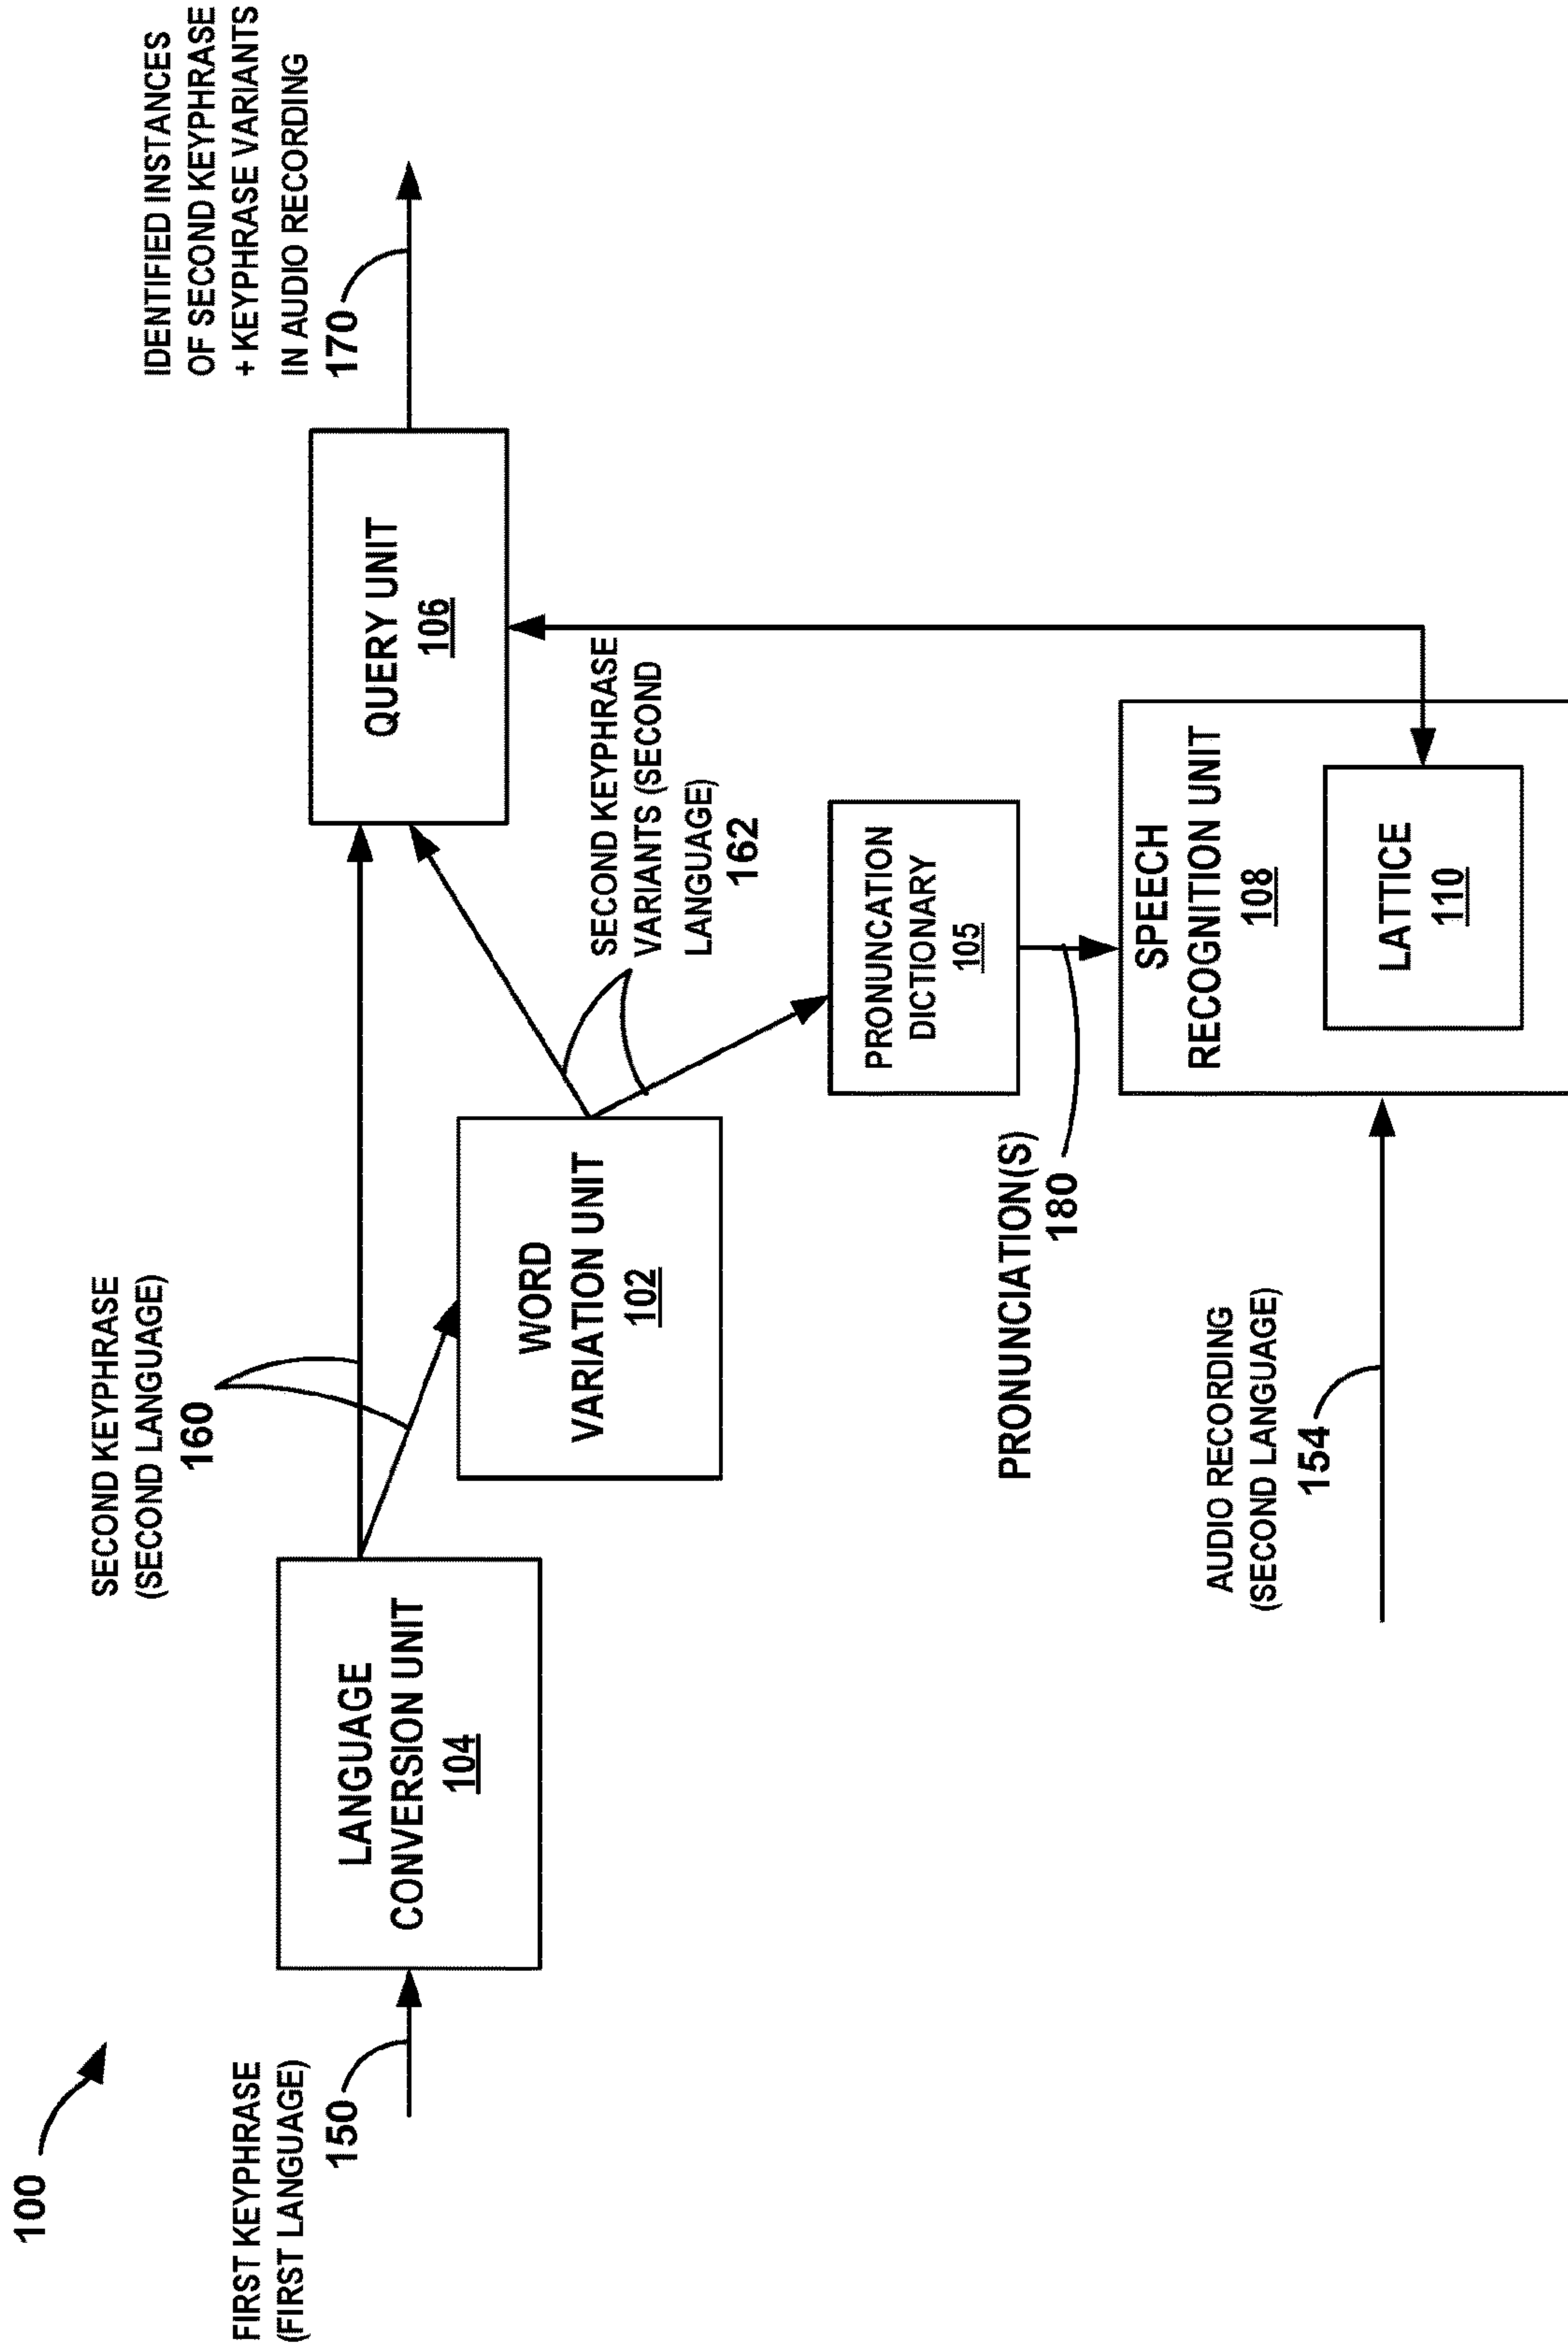 100
FIRST KEYPHRASE
(FIRST LANGUAGE)
150
LANGUAGE
CONVERSION UNIT
104
SECOND KEYPHRASE
(SECOND LANGUAGE)
160
WORD
VARIATION UNIT
102
SECOND KEYPHRASE
VARIANTS (SECOND
LANGUAGE)
162
QUERY UNIT
106
IDENTIFIED INSTANCES
OF SECOND KEYPHRASE
+ KEYPHRASE VARIANTS
IN AUDIO RECORDING
170
PRONUNCATION
DICTIONARY
105
PRONUNCIATION(S)
180
AUDIO RECORDING
(SECOND LANGUAGE)
154
SPEECH
RECOGNITION UNIT
108
LATTICE
110